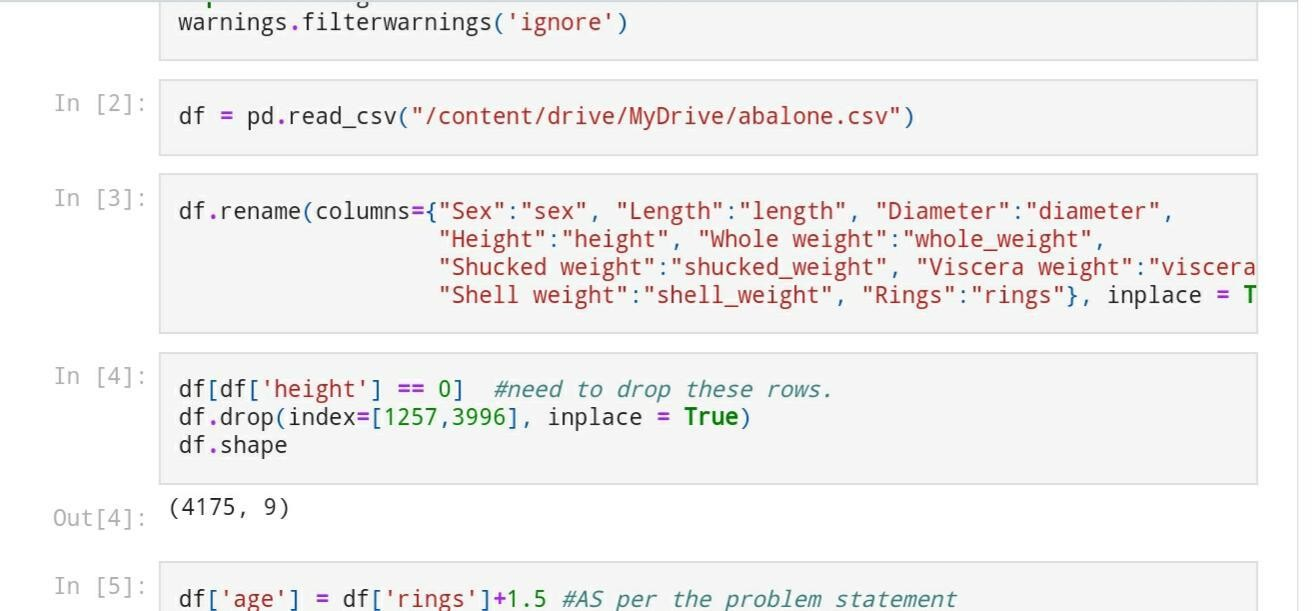 warnings.filterwarnings('ignore')
In [2]:
df = pd.read_csv("/content/drive/MyDrive/abalone.csv")
In [3]:
df.rename(columns={"Sex":"sex", "Length":"length", "Diameter":"diameter",
"Height":"height", "Whole weight":"whole_weight",
"Shucked weight":"shucked_weight", "Viscera weight":"viscera
"Shell weight":"shell_weight", "Rings":"rings"}, inplace = T
In [4]:
df[df['height'] == 0]  #need to drop these rows.
df.drop(index=[1257,3996], inplace = True)
df.shape
Out[4]:
(4175, 9)
In [5]:
df['age'] = df['rings']+1.5 #AS per the problem statement